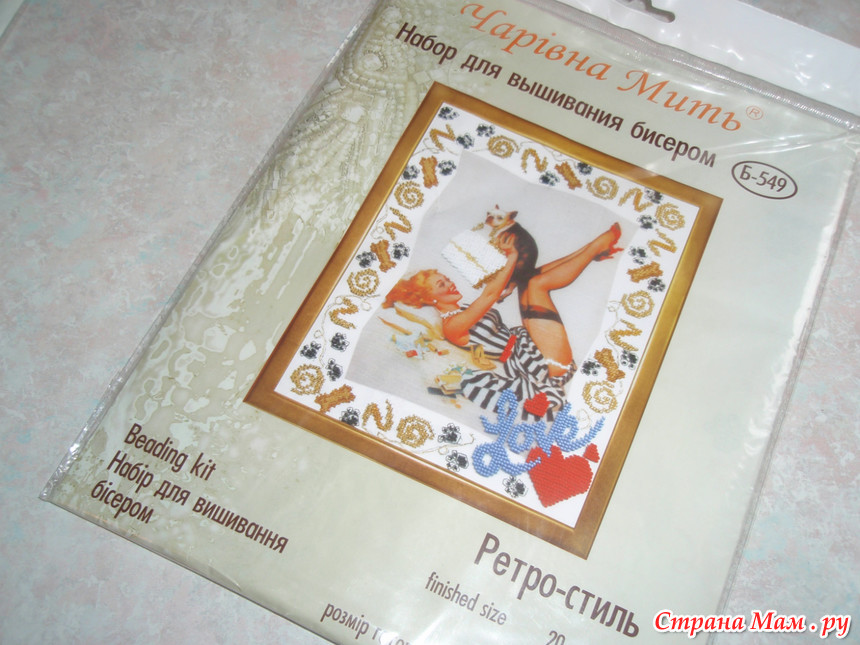 Чарівна Мить®
Набор для вышивания бисером
Б-549
love
Beading kit
Набір для вишивання
бісером
Ретро-стиль
finished size
20
розмір
Страна Мам.ру